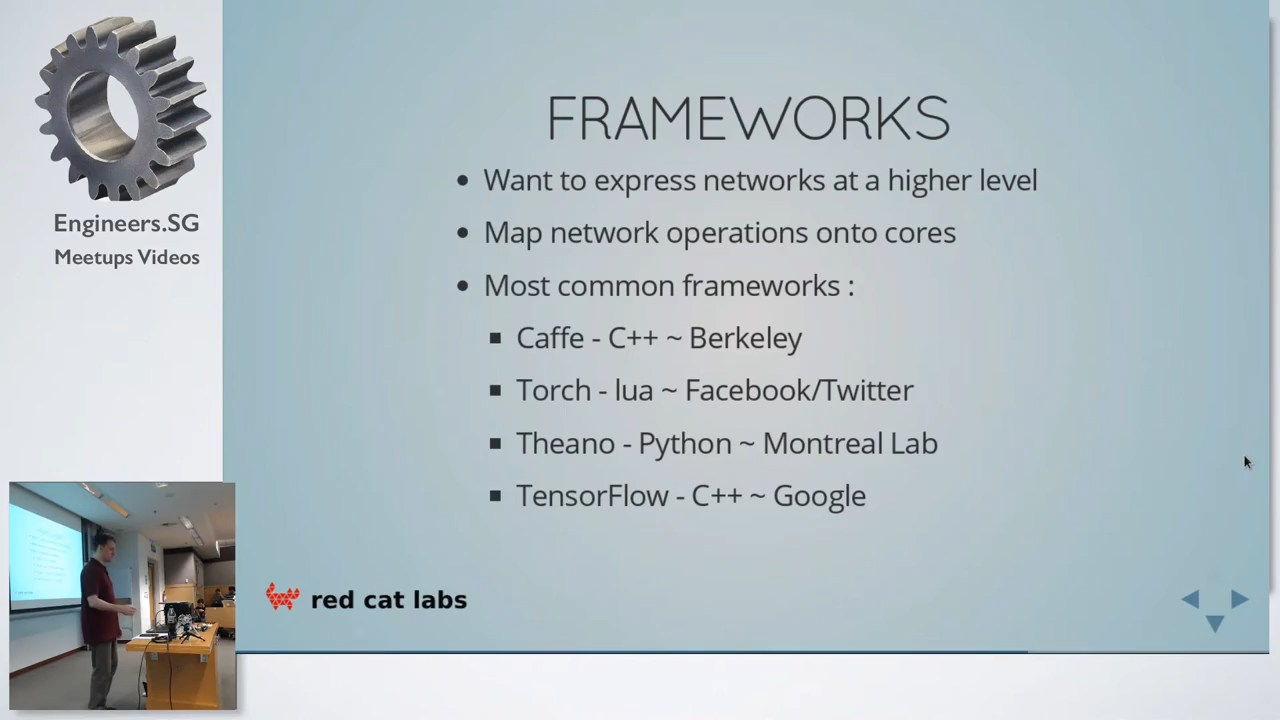 Engineers.SG
Meetups Videos
FRAMEWORKS
• Want to express networks at a higher level
• Map network operations onto cores
• Most common frameworks :
▪ Caffe - C++ ~ Berkeley
▪ Torch - lua ~ Facebook/Twitter
▪ Theano - Python ~ Montreal Lab
▪ TensorFlow - C++ ~ Google
red cat labs